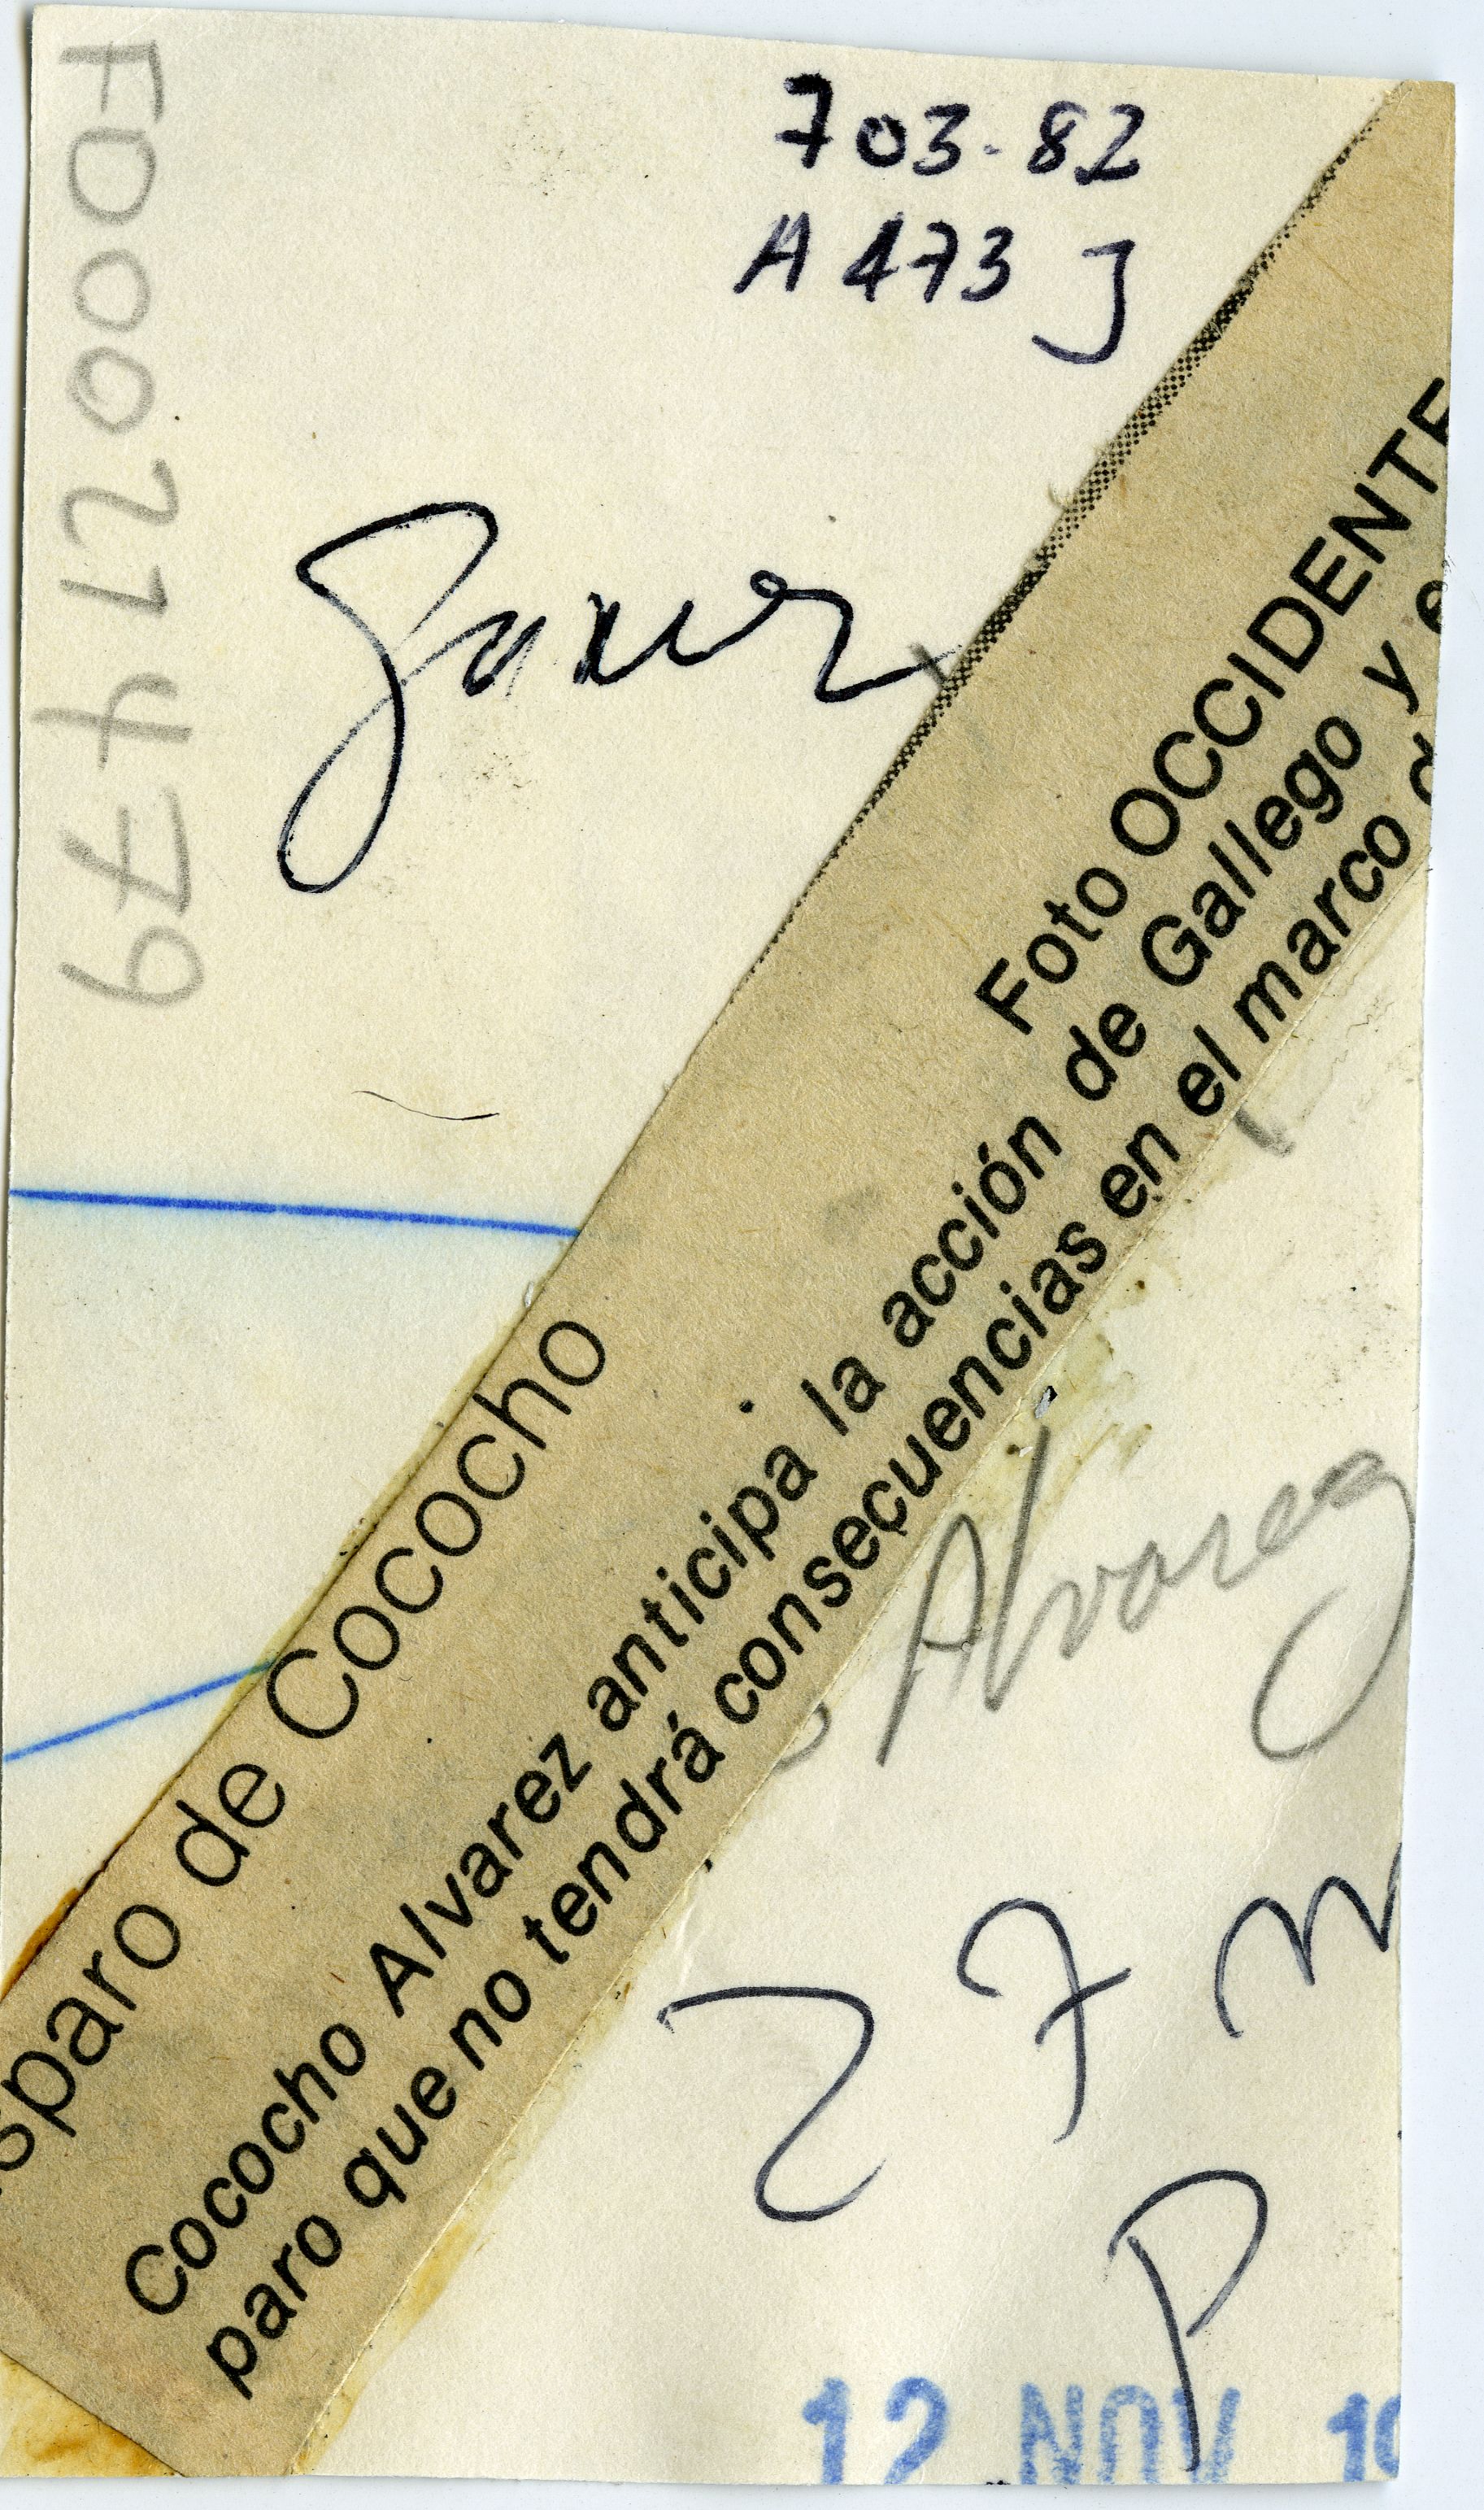 703-82
A 473 J
FD0021479
Foto OCCIDENTE
sparo de Cococho
Cococho Alvarez anticipa la acción de Gallego y e
paro que no tendrá consecuencias en el marco d
Alvarez
27 m
P
12 NOV 19